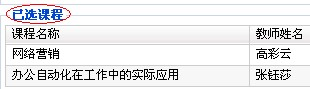 已选课程
课程名称 教师姓名
网络营销 高彩云
办公自动化在工作中的实际应用 张钰莎